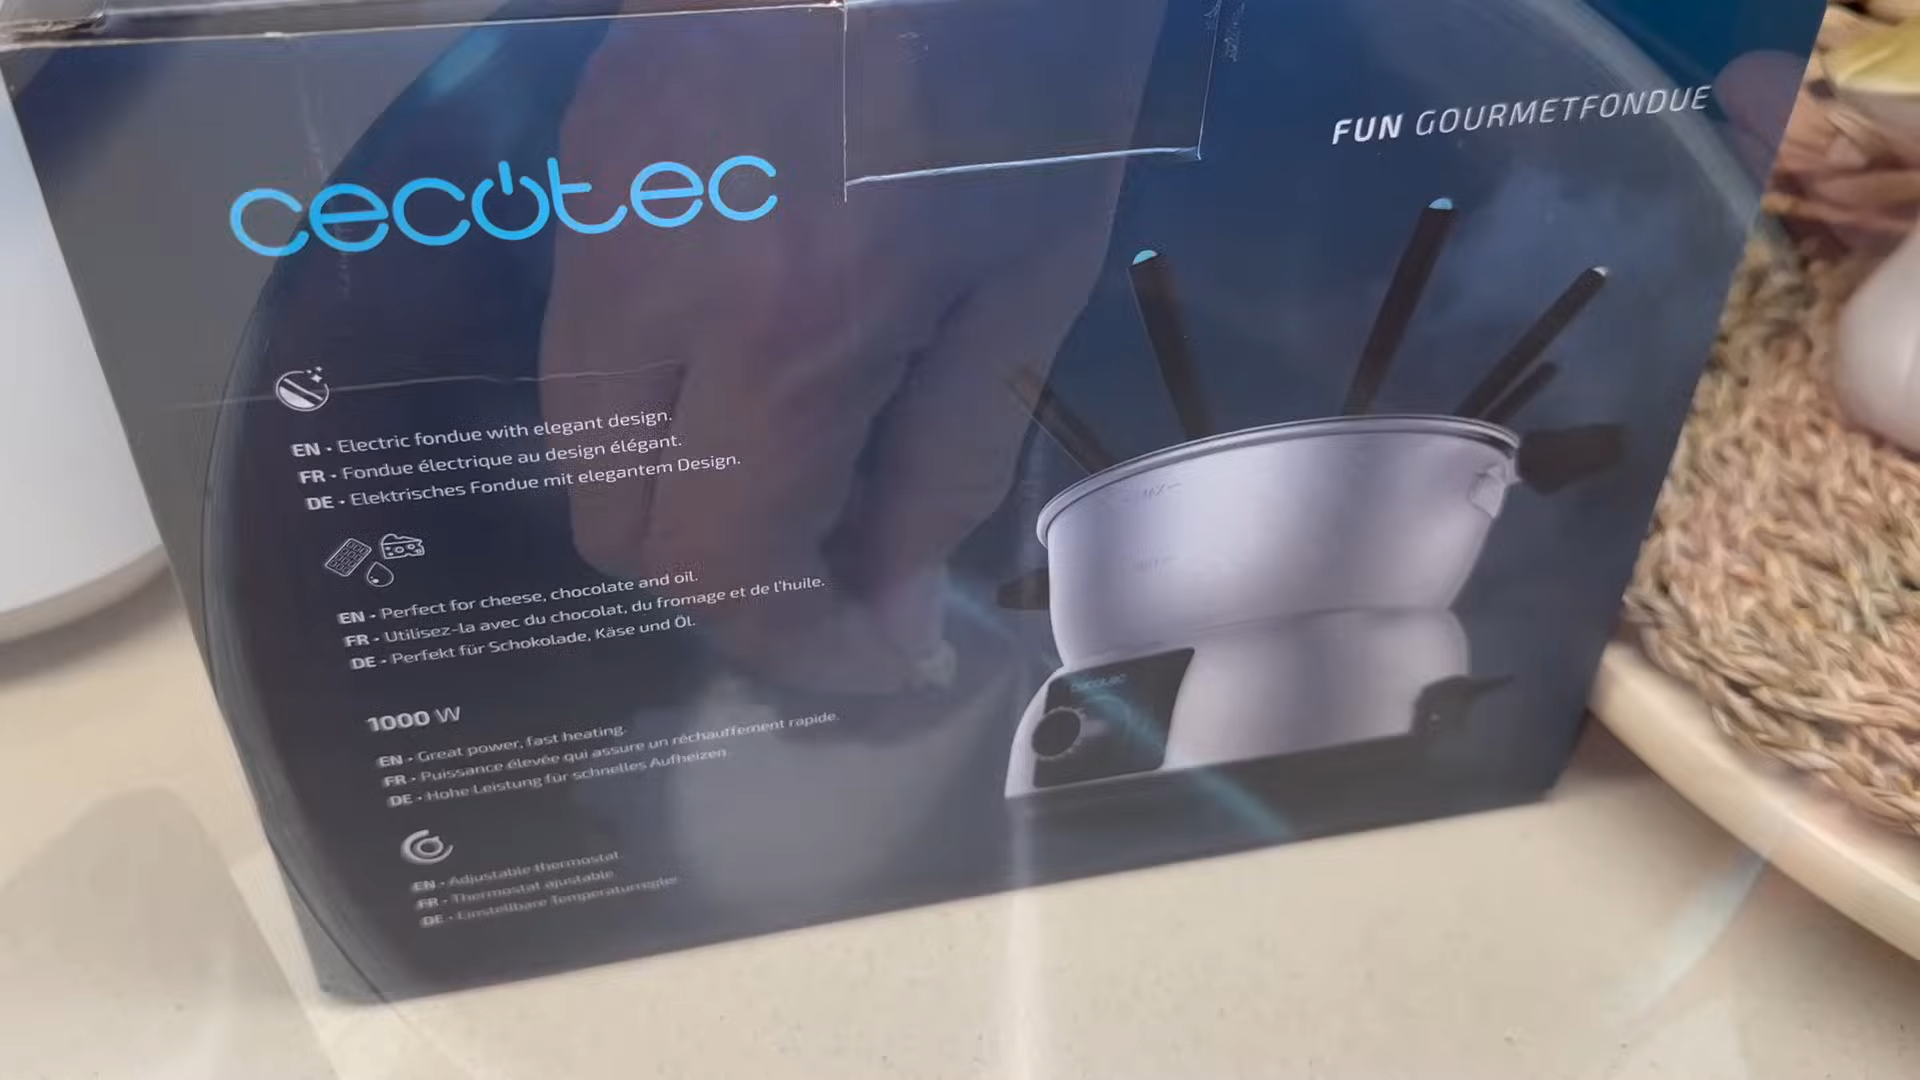 cecotec
FUN GOURMETFONDUE
EN • Electric fondue with elegant design.
FR • Fondue électrique au design élégant.
DE • Elektrisches Fondue mit elegantem Design.
EN • Perfect for cheese, chocolate and oil.
FR • Utilisez-la avec du chocolat, du fromage et de l'huile.
DE • Perfekt für Schokolade, Käse und Öl.
1000 W
EN • Great power, fast heating.
FR • Puissance élevée qui assure un réchauffement rapide.
DE • Hohe Leistung für schnelles Aufheizen.
EN • Adjustable thermostat.
FR • Thermostat ajustable.
DE • Einstellbare Temperaturregler.
MAX
cecotec